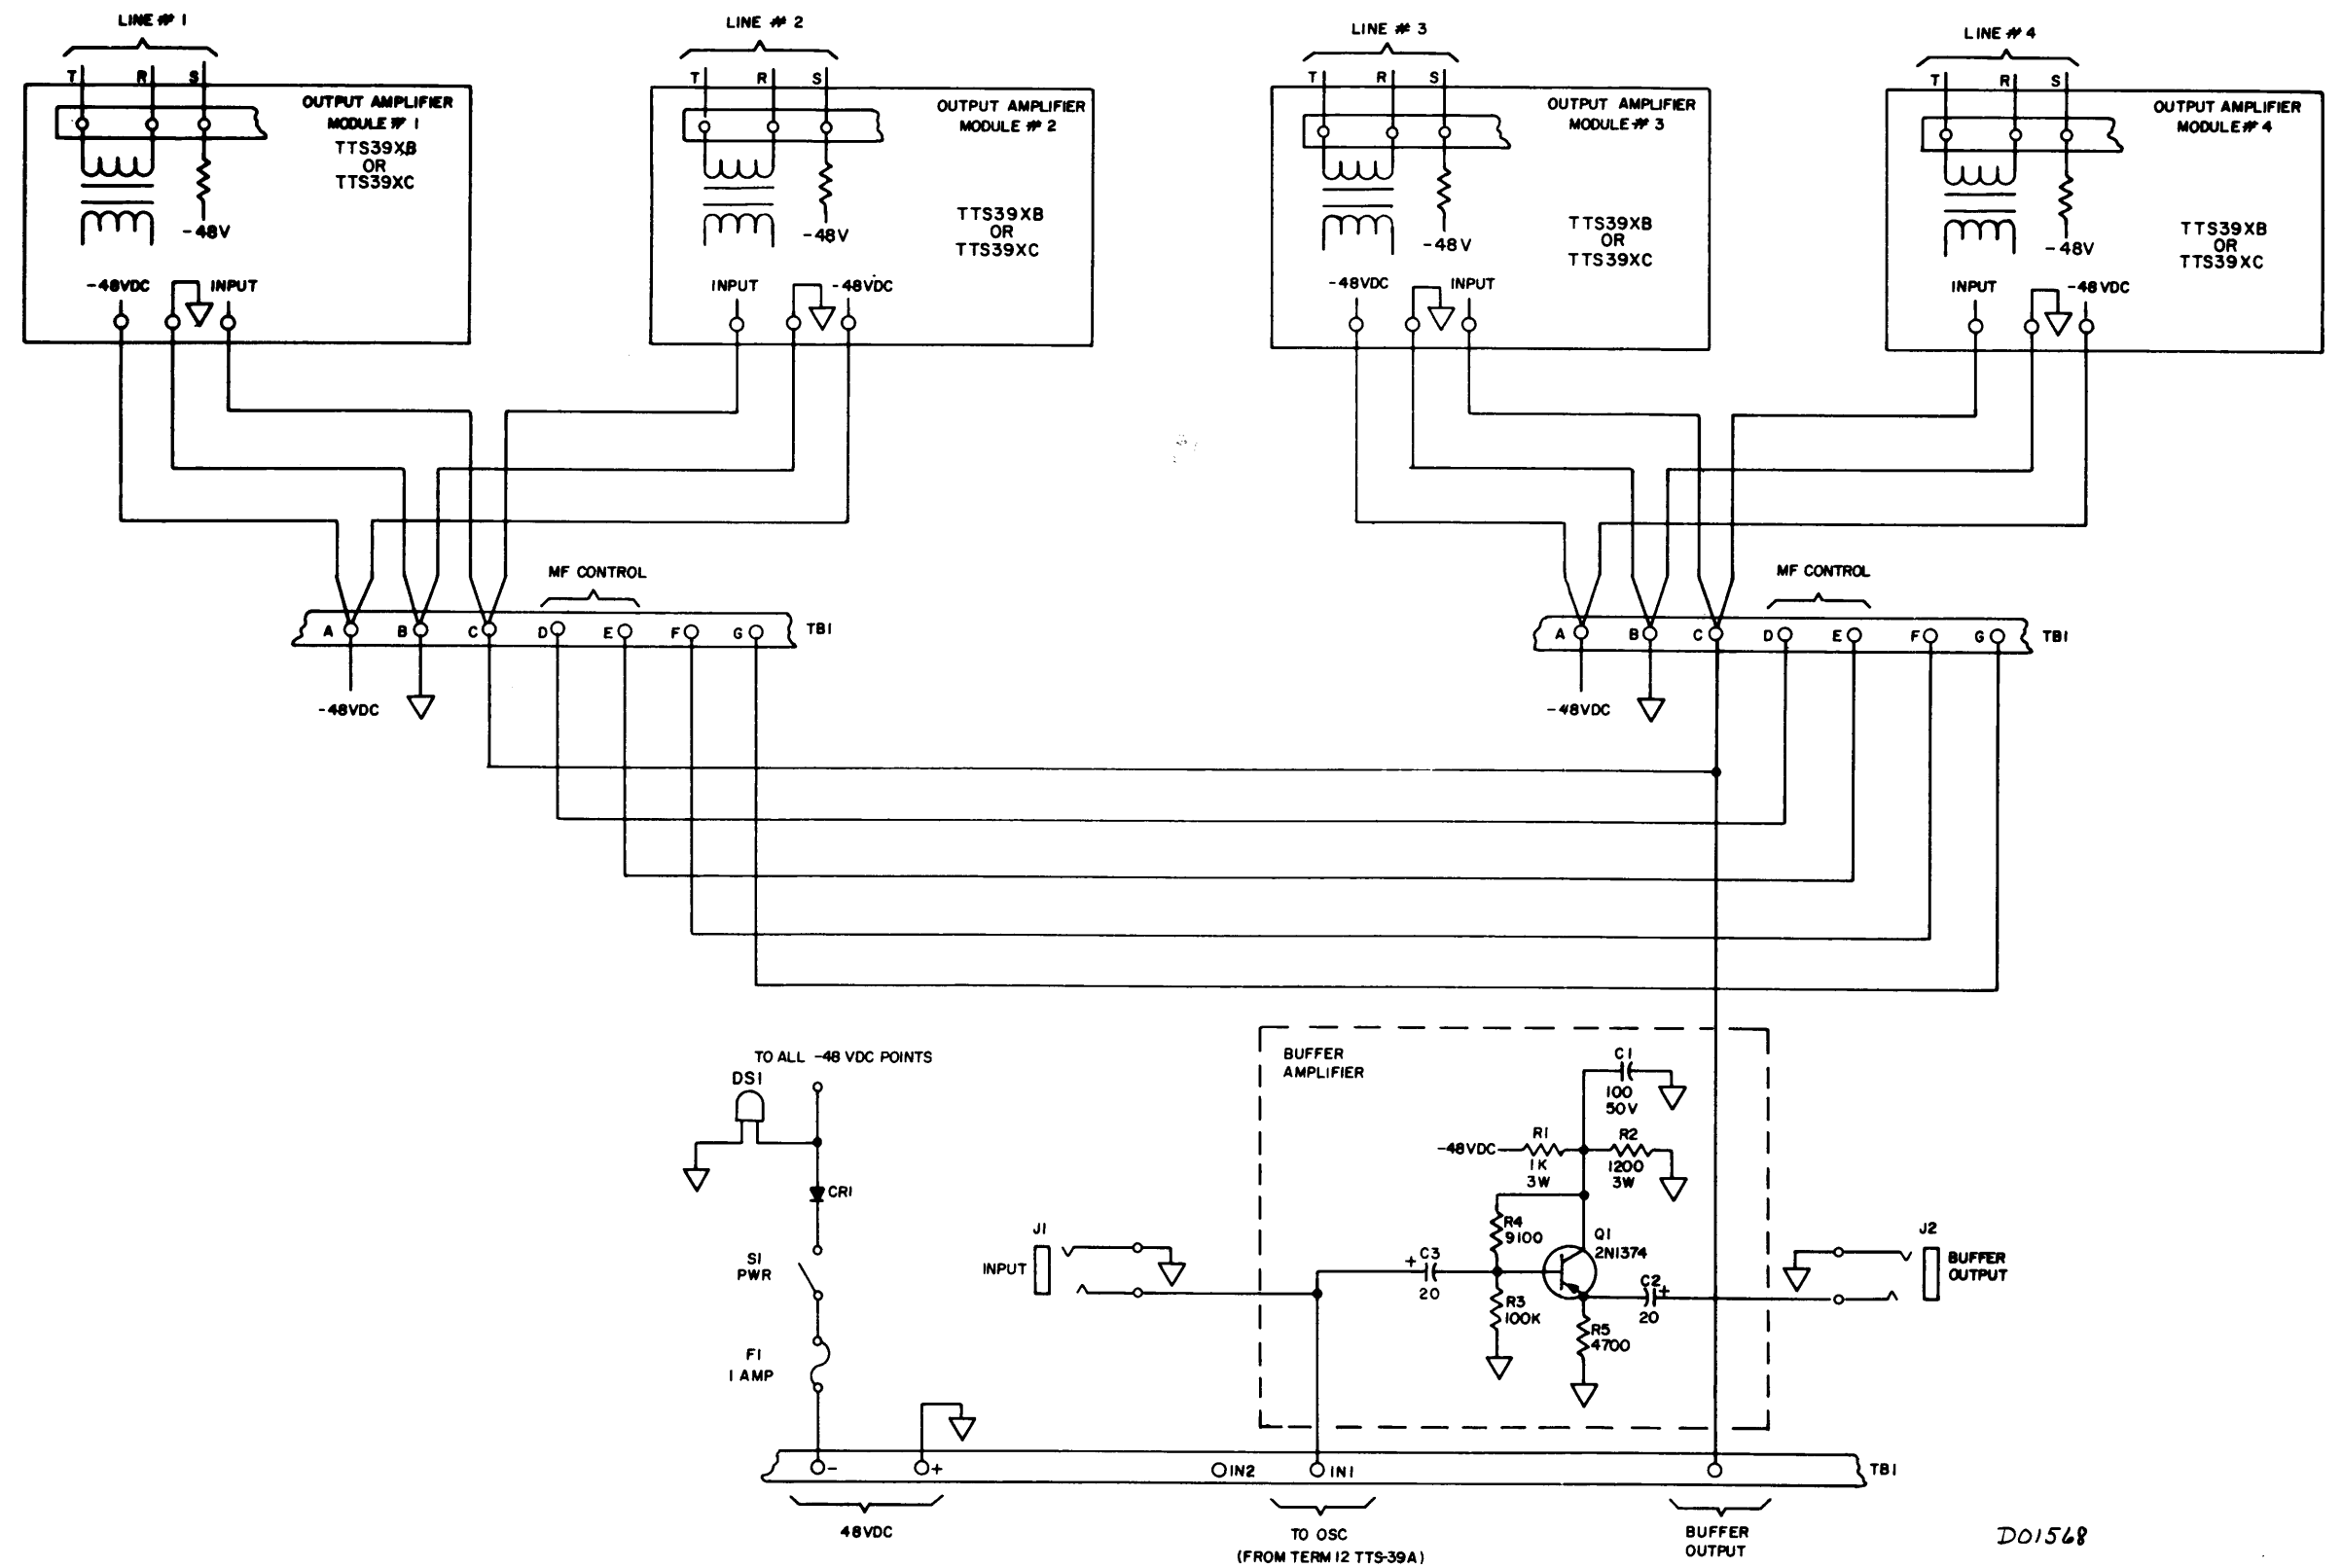 LINE # 1
LINE # 2
LINE # 3
LINE # 4
T R S
T R S
T R S
T R S
OUTPUT AMPLIFIER
MODULE # 1
TTS39XB
OR
TTS39XC
-48V
-48VDC
INPUT
OUTPUT AMPLIFIER
MODULE # 2
TTS39XB
OR
TTS39XC
-48V
INPUT
-48VDC
OUTPUT AMPLIFIER
MODULE # 3
TTS39XB
OR
TTS39XC
-48V
-48VDC
INPUT
OUTPUT AMPLIFIER
MODULE # 4
TTS39XB
OR
TTS39XC
-48V
INPUT
-48VDC
MF CONTROL
A B C D E F G TB1
-48VDC
MF CONTROL
A B C D E F G TB1
-48VDC
TO ALL -48 VDC POINTS
DS1
CR1
S1
PWR
F1
1 AMP
J1
INPUT
BUFFER
AMPLIFIER
C1
100
50V
-48VDC
R1
1K
3W
R2
1200
3W
R4
9100
Q1
2N1374
+ C3
20
R3
100K
C2 +
20
R5
4700
J2
BUFFER
OUTPUT
- + IN2 IN1 TB1
48VDC
TO OSC
(FROM TERM 12 TTS-39A)
BUFFER
OUTPUT
D01568